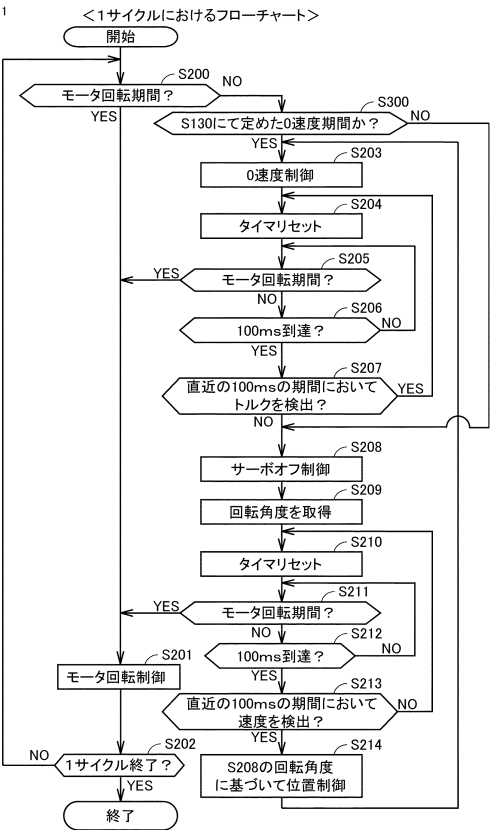 1
＜1サイクルにおけるフローチャート＞
開始
S200
モータ回転期間？
NO
YES
S300
S130にて定めた0速度期間か？
NO
YES
S203
0速度制御
S204
タイマリセット
S205
モータ回転期間？
YES
NO
S206
100ms到達？
NO
YES
S207
直近の100msの期間において
トルクを検出？
YES
NO
S208
サーボオフ制御
S209
回転角度を取得
S210
タイマリセット
S211
モータ回転期間？
YES
NO
S212
100ms到達？
NO
YES
S213
直近の100msの期間において
速度を検出？
NO
YES
S214
S208の回転角度
に基づいて位置制御
S201
モータ回転制御
S202
1サイクル終了？
NO
YES
終了